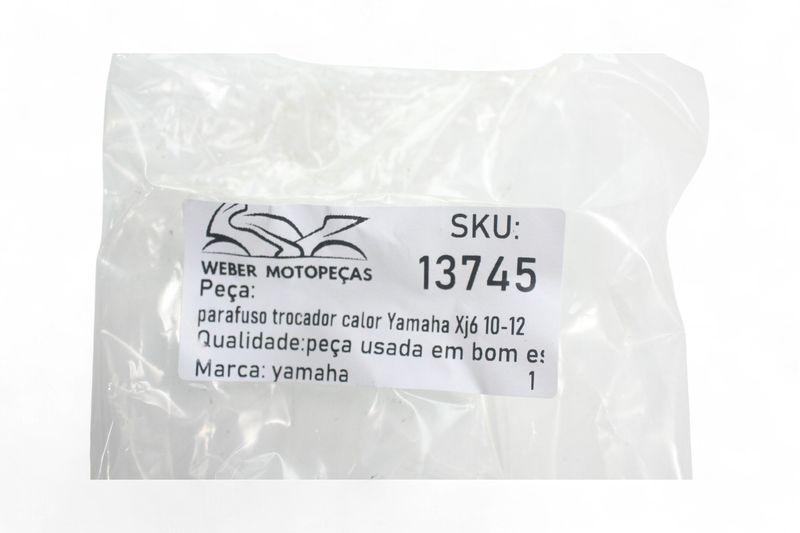 SKU:
WEBER MOTOPEÇAS
13745
Peça:
parafuso trocador calor Yamaha Xj6 10-12
Qualidade:peça usada em bom es
Marca: yamaha
1